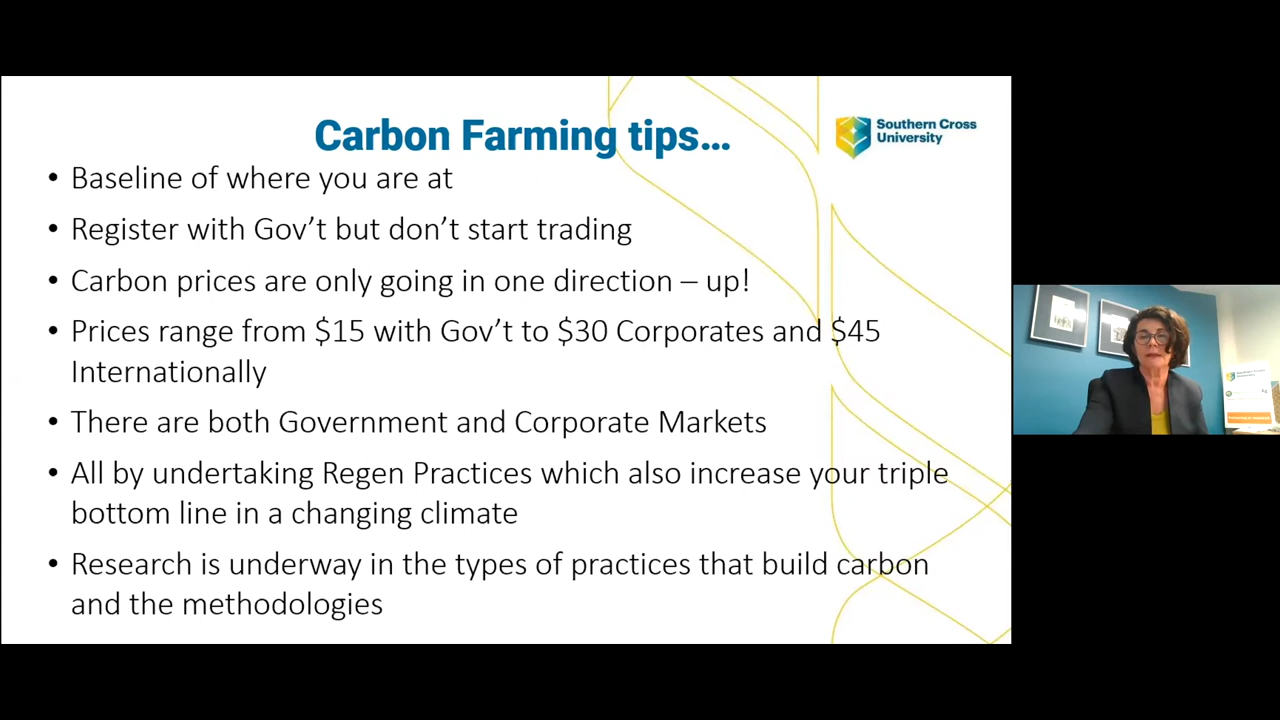 Carbon Farming tips...
Southern Cross
University
• Baseline of where you are at
• Register with Gov’t but don’t start trading
• Carbon prices are only going in one direction – up!
• Prices range from $15 with Gov’t to $30 Corporates and $45
Internationally
• There are both Government and Corporate Markets
• All by undertaking Regen Practices which also increase your triple
bottom line in a changing climate
• Research is underway in the types of practices that build carbon
and the methodologies
Southern Cross
University